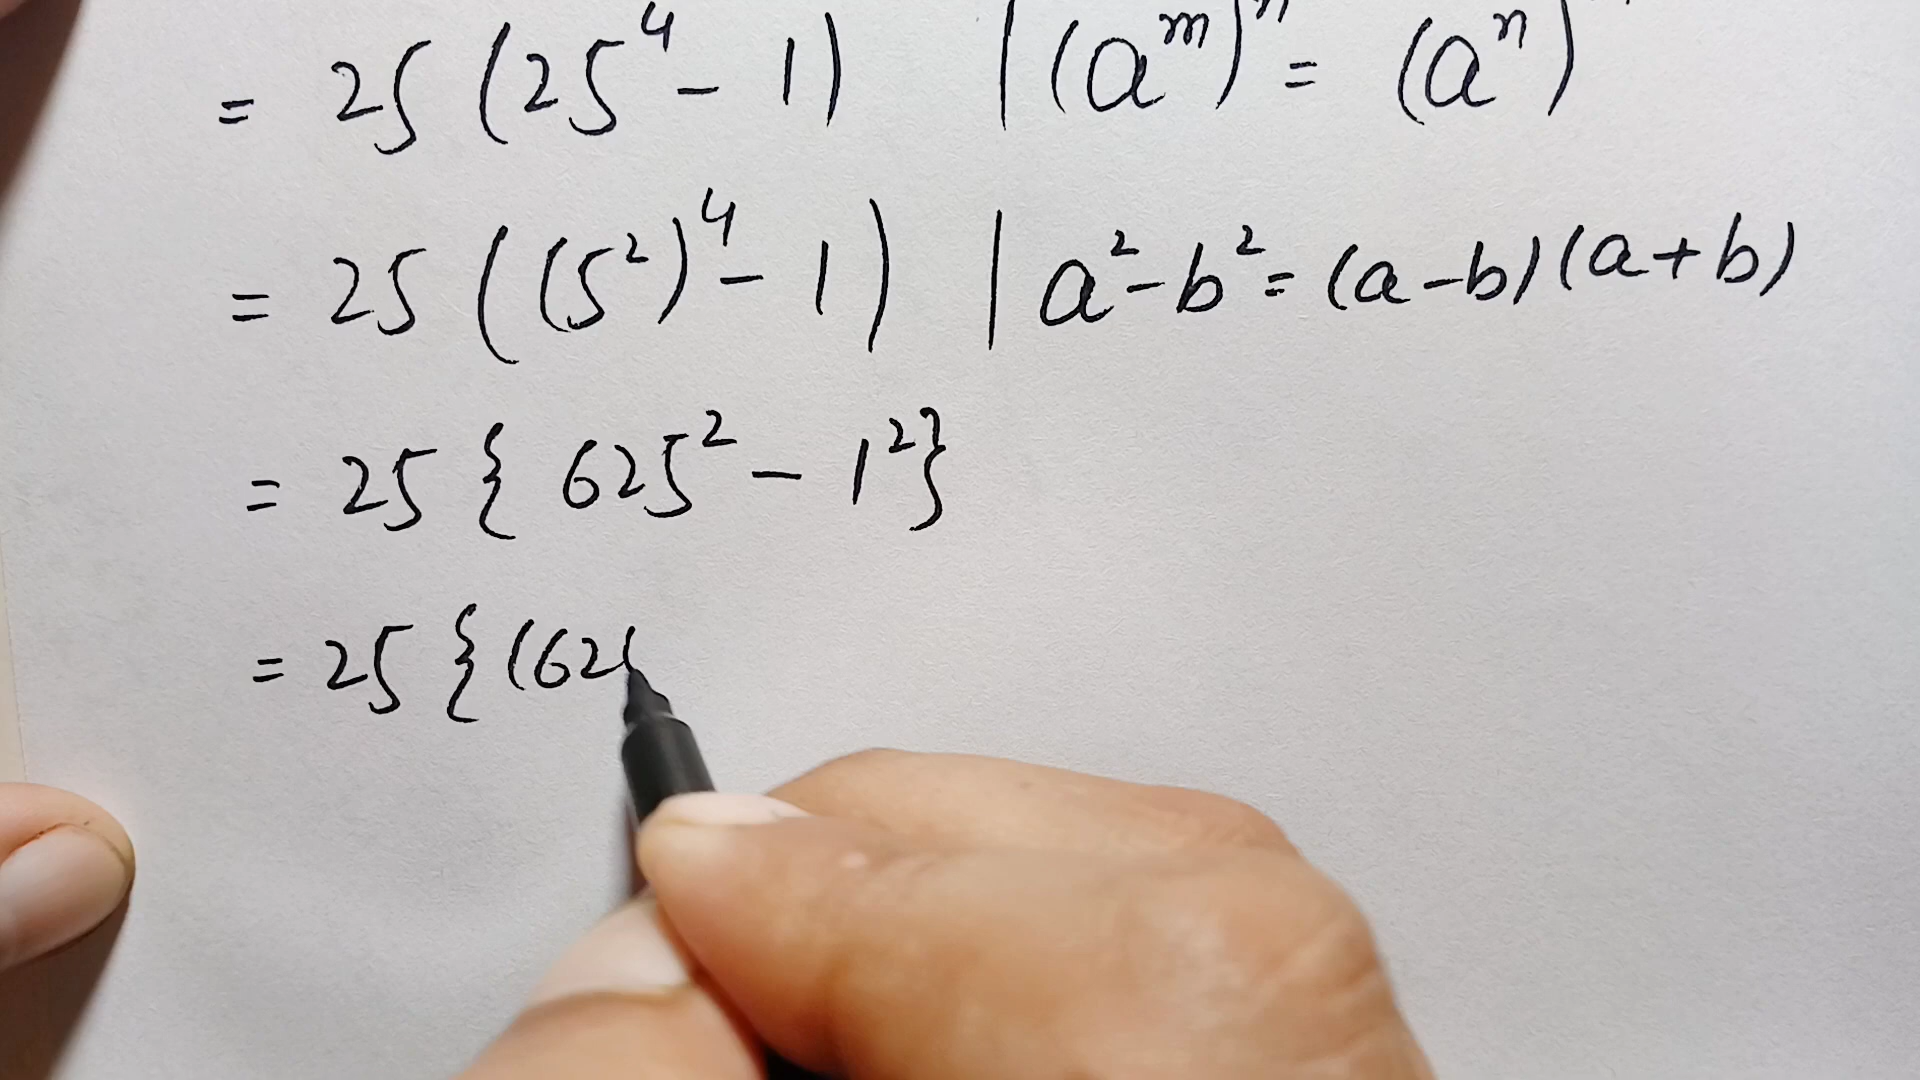 = 25 (25⁴ - 1) | (aᵐ)ⁿ = (aⁿ)
= 25 ((5²)⁴ - 1) | a² - b² = (a - b)(a + b)
= 25 { 625² - 1² }
= 25 { (62